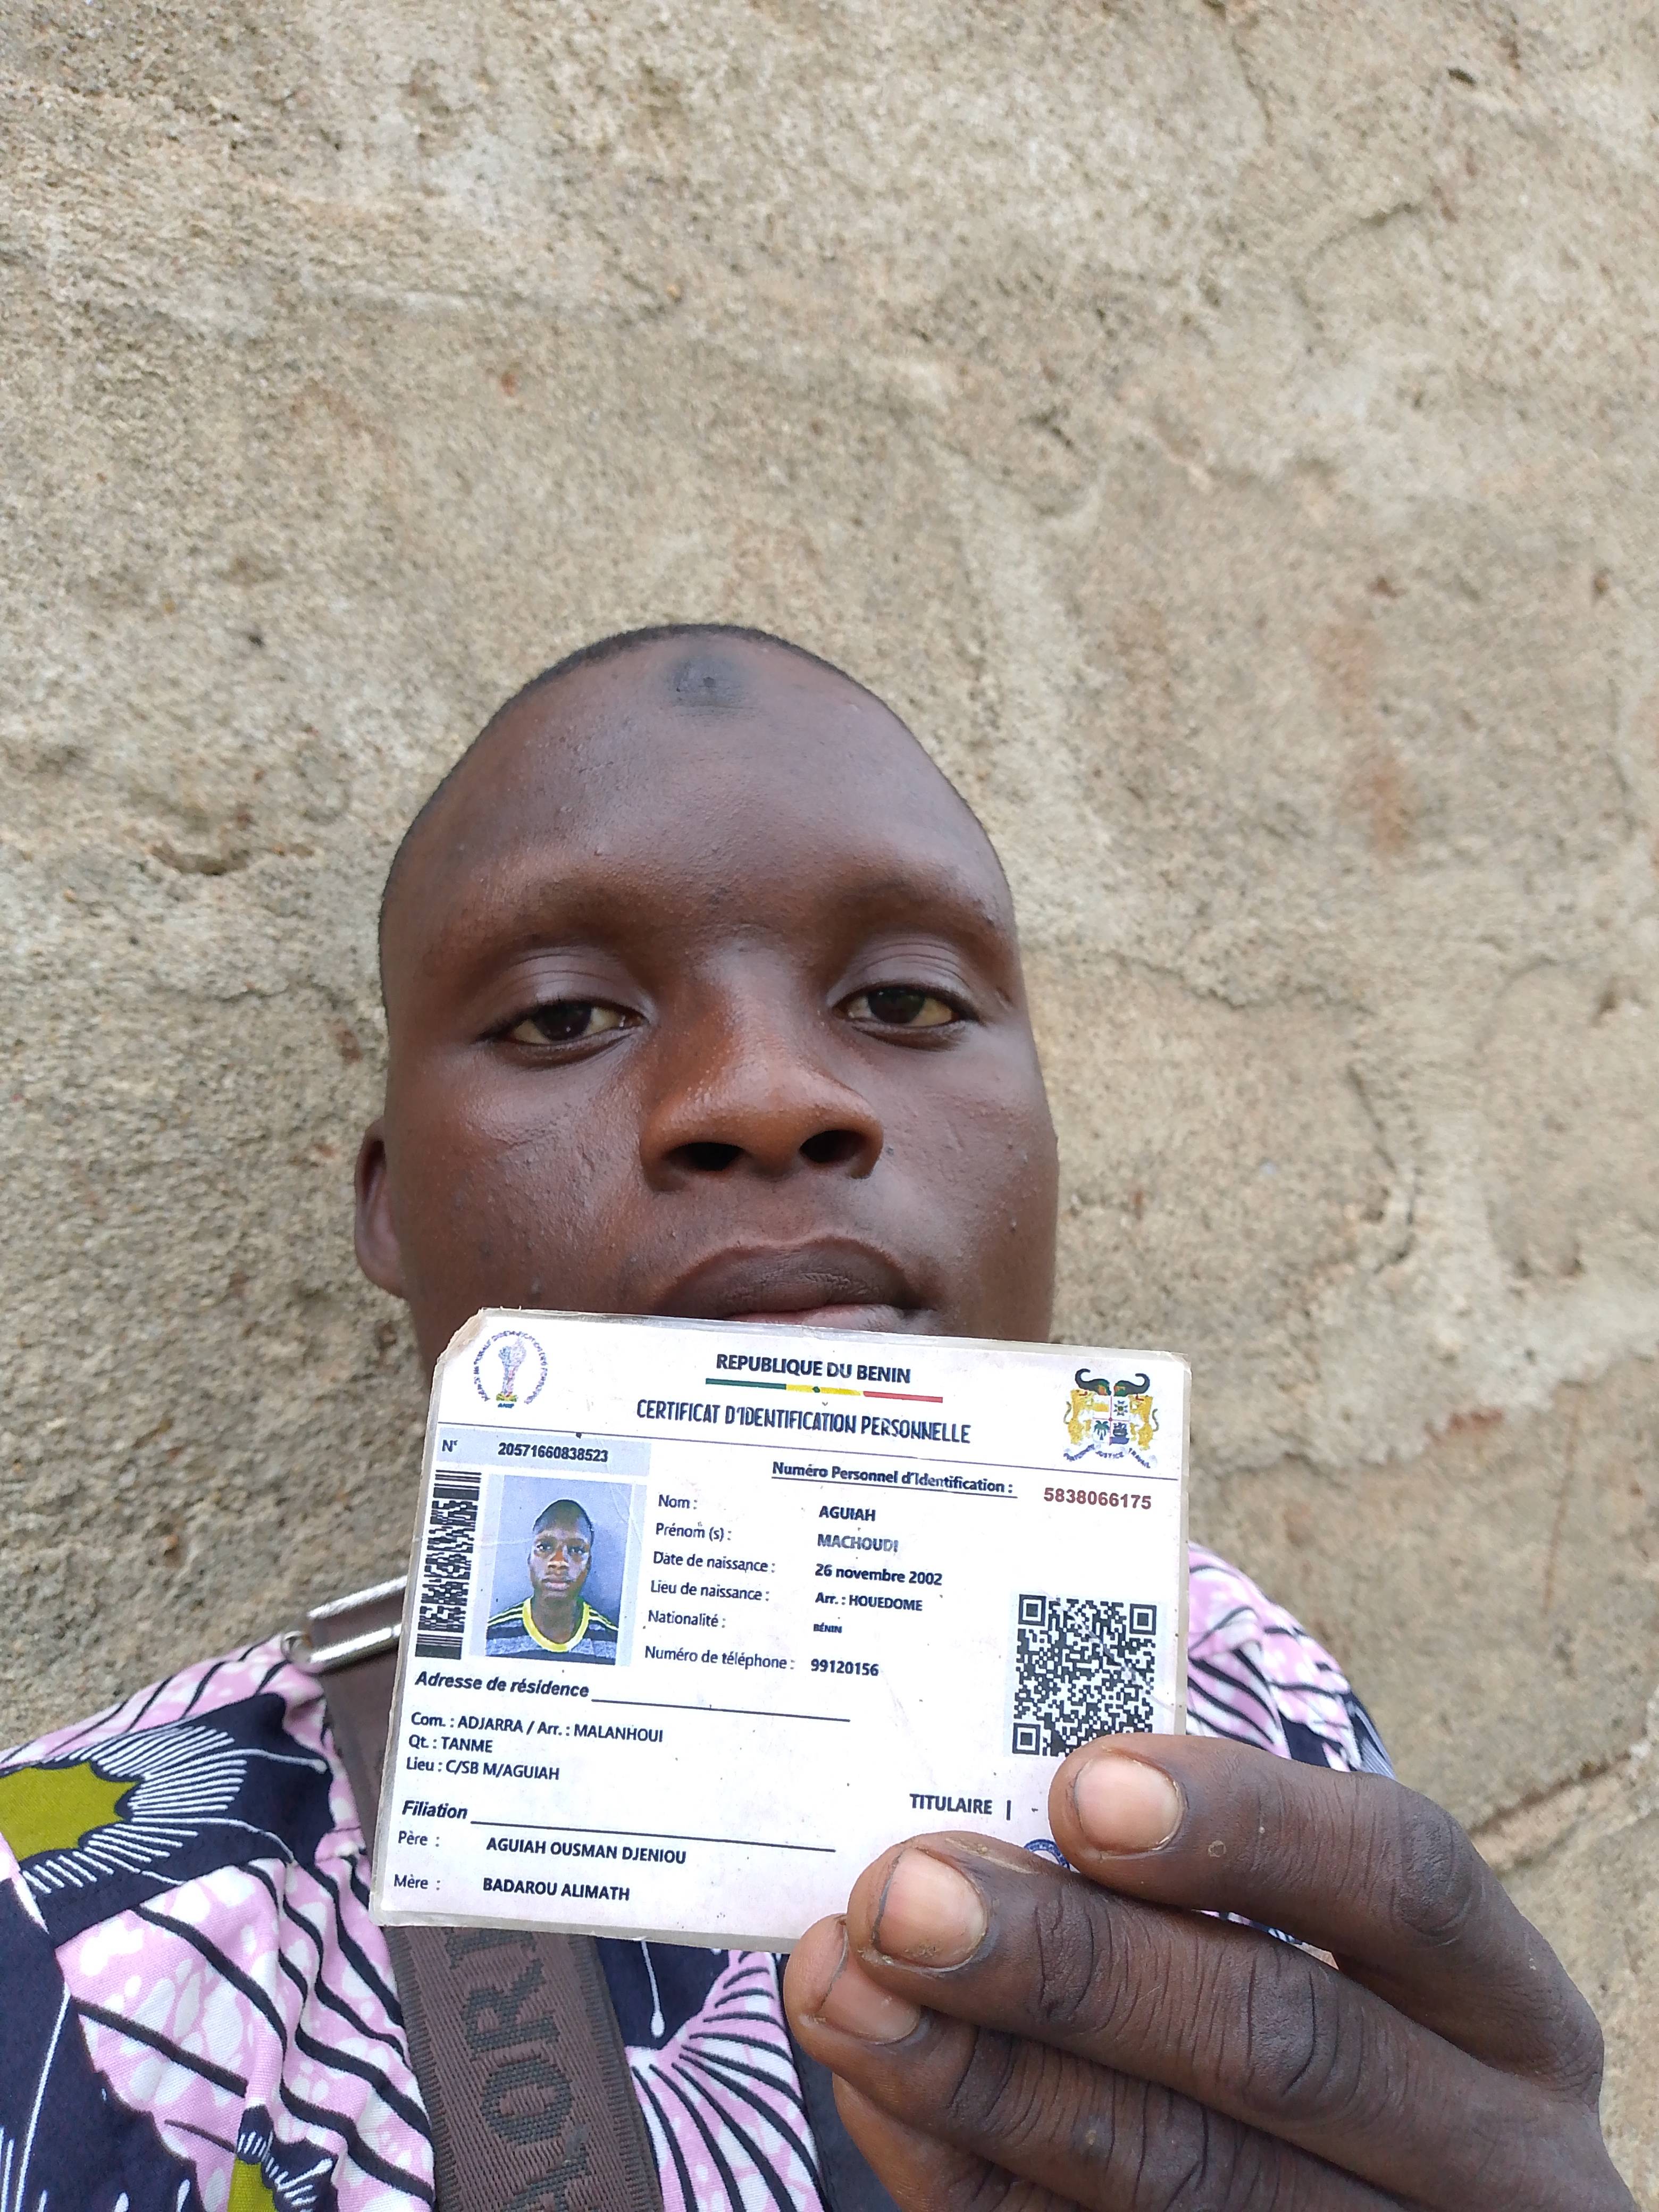 REPUBLIQUE DU BENIN
CERTIFICAT D'IDENTIFICATION PERSONNELLE
N° 20571660838523
Numéro Personnel d'Identification : 5838066175
Nom : AGUIAH
Prénom (s) : MACHOUDI
Date de naissance : 26 novembre 2002
Lieu de naissance : Arr. : HOUEDOME
Nationalité : BÉNIN
Numéro de téléphone : 99120156
Adresse de résidence
Com. : ADJARRA / Arr. : MALANHOUI
Qt. : TANME
Lieu : C/SB M/AGUIAH
TITULAIRE
Filiation
Père : AGUIAH OUSMAN DJENIOU
Mère : BADAROU ALIMATH